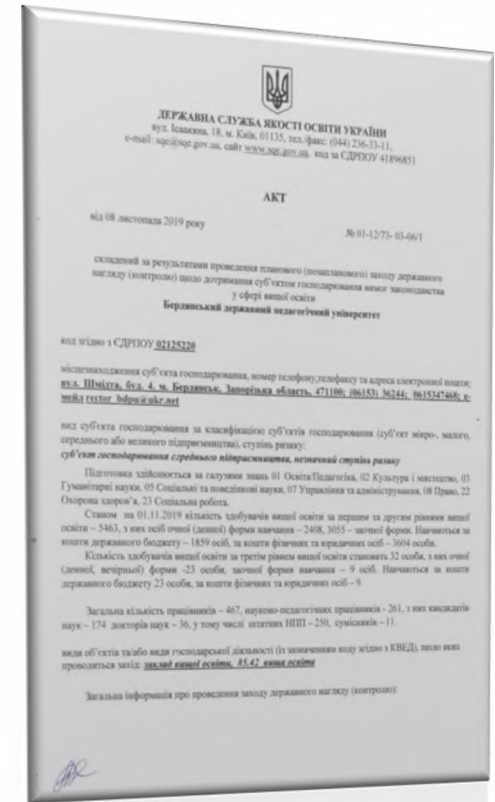 ДЕРЖАВНА СЛУЖБА ЯКОСТІ ОСВІТИ УКРАЇНИ
вул. Ісаакяна, 18, м. Київ, 01135, тел./факс: (044) 236-33-11,
e-mail: sqe@sqe.gov.ua, сайт www.sqe.gov.ua, код за ЄДРПОУ 41896851
АКТ
від 08 листопада 2019 року
№ 01-12/73- 03-06/1
складений за результатами проведення планового (позапланового) заходу державного
нагляду (контролю) щодо дотримання суб'єктом господарювання вимог законодавства
у сфері вищої освіти
Бердянський державний педагогічний університет
код згідно з ЄДРПОУ 02125220
місцезнаходження суб'єкта господарювання, номер телефону,телефаксу та адреса електронної пошти;
вул. Шмідта, буд. 4, м. Бердянськ, Запорізька область, 471100; (06153) 36244; 0615347468; е-
мейл rector_bdpu@ukr.net
вид суб'єкта господарювання за класифікацією суб'єктів господарювання (суб'єкт мікро-, малого,
середнього або великого підприємництва), ступінь ризику:
суб'єкт господарювання середнього підприємництва, незначний ступінь ризику
Підготовка здійснюється за галузями знань 01 Освіта/Педагогіка, 02 Культура і мистецтво, 03
Гуманітарні науки, 05 Соціальні та поведінкові науки, 07 Управління та адміністрування, 08 Право, 22
Охорона здоров'я, 23 Соціальна робота.
Станом на 01.11.2019 кількість здобувачів вищої освіти за першим та другим рівнями вищої
освіти – 5463, з них осіб очної (денної) форми навчання – 2408, 3055 – заочної форми. Навчаються за
кошти державного бюджету – 1859 осіб, за кошти фізичних та юридичних осіб – 3604 особи.
Кількість здобувачів вищої освіти за третім рівнем вищої освіти становить 32 особи, з них очної
(денної, вечірньої) форми -23 особи, заочної форми навчання – 9 осіб. Навчаються за кошти
державного бюджету 23 особи, за кошти фізичних та юридичних осіб – 9.
Загальна кількість працівників – 467, науково-педагогічних працівників - 261, з них кандидатів
наук – 174 докторів наук – 36, у тому числі штатних НПП – 250, сумісників – 11.
види об'єктів та/або види господарської діяльності (із зазначенням коду згідно з КВЕД), щодо яких
проводиться захід: заклад вищої освіти, 85.42 вища освіта
Загальна інформація про проведення заходу державного нагляду (контролю):